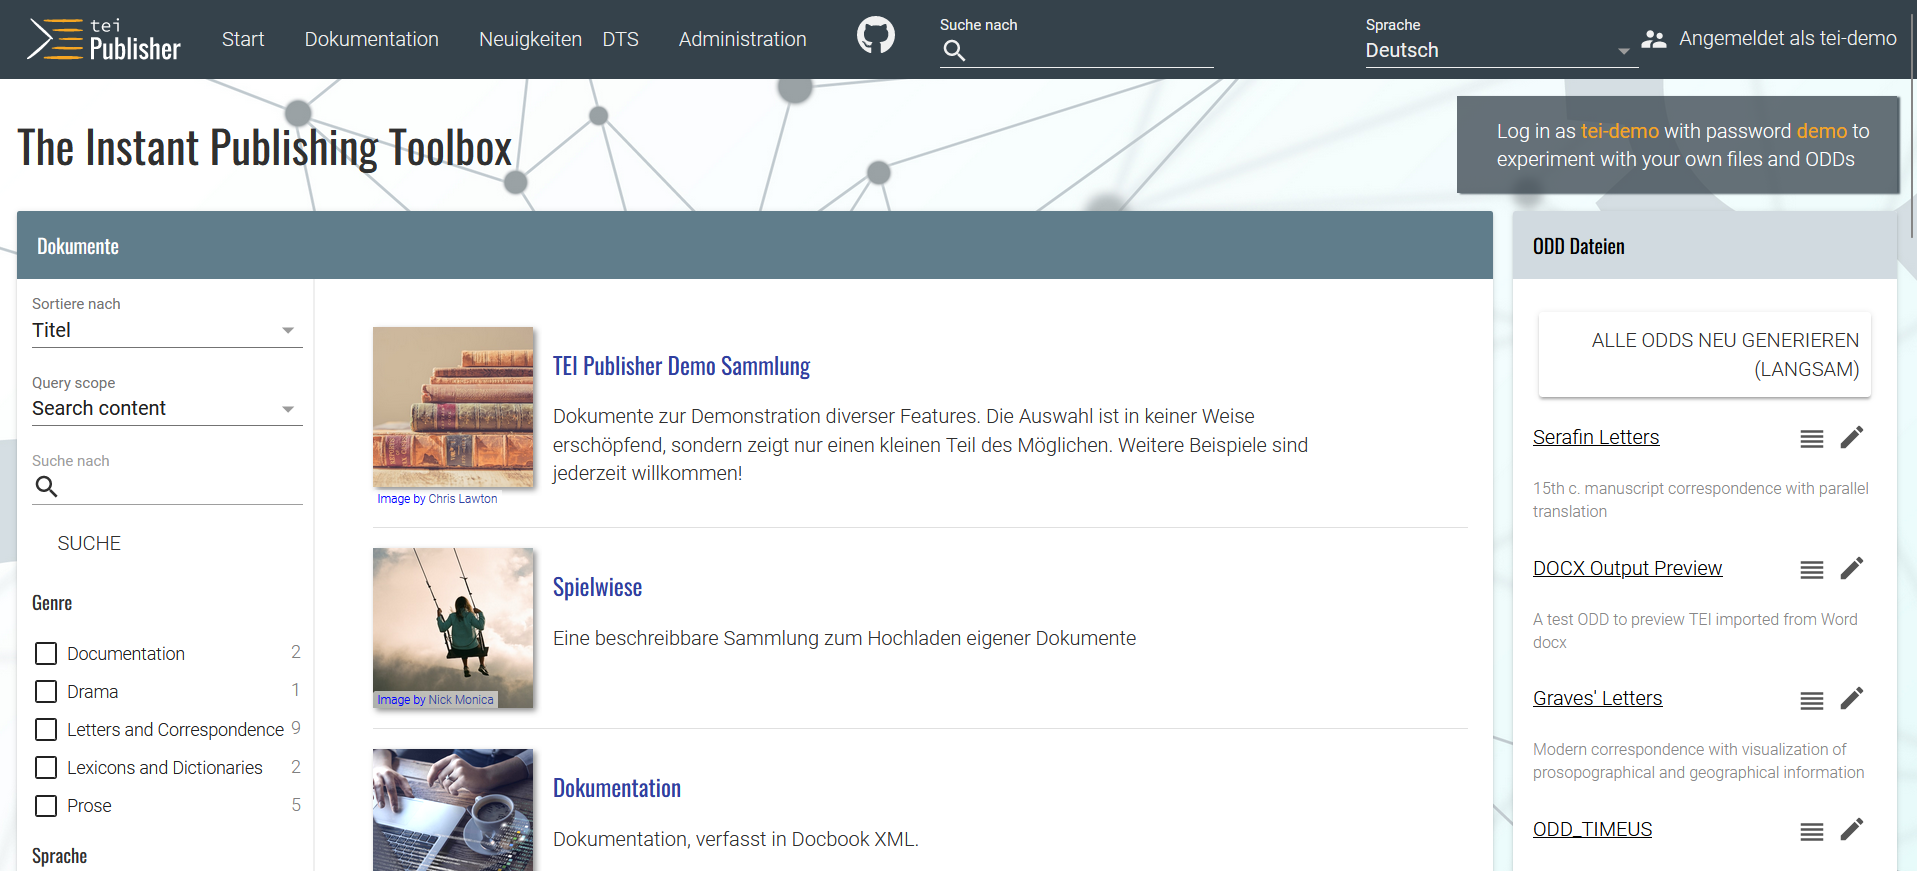 tei
Publisher
Start
Dokumentation
Neuigkeiten
DTS
Administration
Suche nach
Sprache
Deutsch
Angemeldet als tei-demo
The Instant Publishing Toolbox
Log in as tei-demo with password demo to
experiment with your own files and ODDs
Dokumente
Sortiere nach
Titel
Query scope
Search content
Suche nach
SUCHE
Genre
Documentation 2
Drama 1
Letters and Correspondence 9
Lexicons and Dictionaries 2
Prose 5
Sprache
TEI Publisher Demo Sammlung
Dokumente zur Demonstration diverser Features. Die Auswahl ist in keiner Weise
erschöpfend, sondern zeigt nur einen kleinen Teil des Möglichen. Weitere Beispiele sind
jederzeit willkommen!
Image by Chris Lawton
Spielwiese
Eine beschreibbare Sammlung zum Hochladen eigener Dokumente
Image by Nick Monica
Dokumentation
Dokumentation, verfasst in Docbook XML.
ODD Dateien
ALLE ODDS NEU GENERIEREN
(LANGSAM)
Serafin Letters
15th c. manuscript correspondence with parallel
translation
DOCX Output Preview
A test ODD to preview TEI imported from Word
docx
Graves' Letters
Modern correspondence with visualization of
prosopographical and geographical information
ODD_TIMEUS